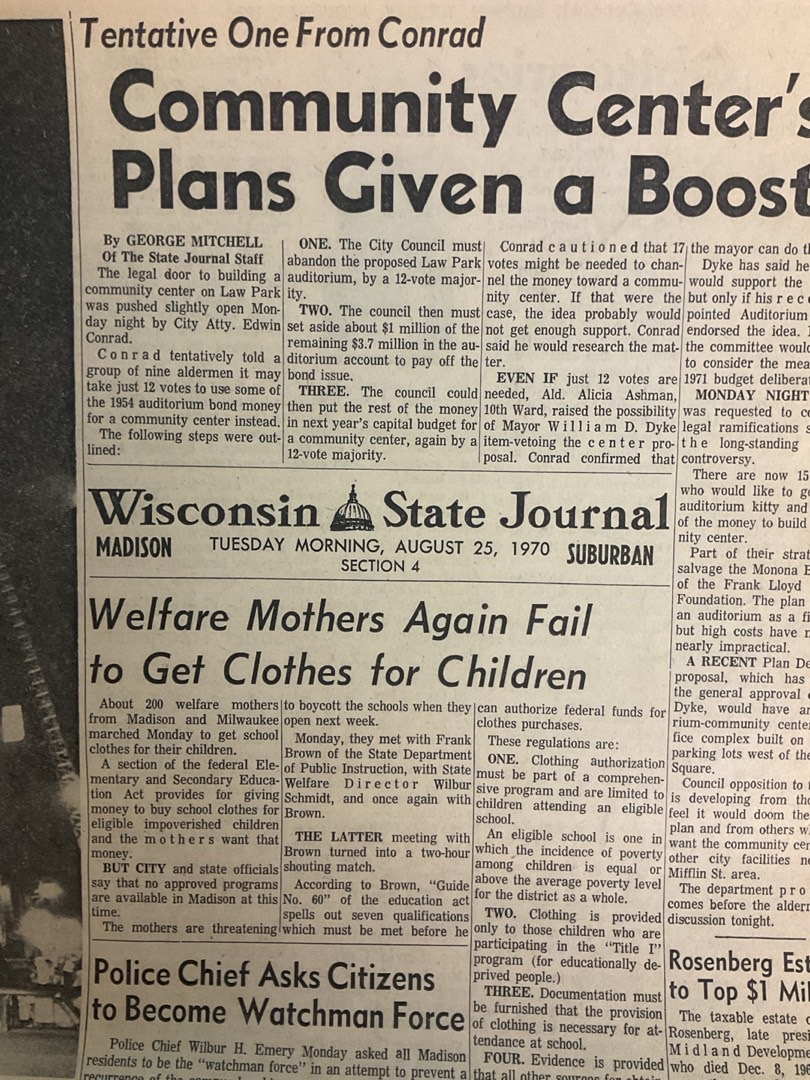 Tentative One From Conrad
Community Center's
Plans Given a Boost
By GEORGE MITCHELL
Of The State Journal Staff
The legal door to building a
community center on Law Park
was pushed slightly open Mon-
day night by City Atty. Edwin
Conrad.
Conrad tentatively told a
group of nine aldermen it may
take just 12 votes to use some of
the 1954 auditorium bond money
for a community center instead.
The following steps were out-
lined:
ONE. The City Council must
abandon the proposed Law Park
auditorium, by a 12-vote major-
ity.
TWO. The council then must
set aside about $1 million of the
remaining $3.7 million in the au-
ditorium account to pay off the
bond issue.
THREE. The council could
then put the rest of the money
in next year's capital budget for
a community center, again by a
12-vote majority.
Conrad cautioned that 17
votes might be needed to chan-
nel the money toward a commu-
nity center. If that were the
case, the idea probably would
not get enough support. Conrad
said he would research the mat-
ter.
EVEN IF just 12 votes are
needed, Ald. Alicia Ashman,
10th Ward, raised the possibility
of Mayor William D. Dyke
item-vetoing the center pro-
posal. Conrad confirmed that
the mayor can do
Dyke has said he
would support the
but only if his
pointed Auditorium
endorsed the idea.
the committee would
to consider the
1971 budget
MONDAY NIGHT
was requested to
legal ramifications
the long-standing
controversy.
There are now 15
who would like to
auditorium kitty and
of the money to build
nity center.
Part of their
salvage the Monona
of the Frank Lloyd
Foundation. The plan
an auditorium as a
but high costs have
nearly impractical.
A RECENT Plan
proposal, which has
the general approval
Dyke, would have
rium-community
fice complex built on
parking lots west of the
Square.
Council opposition to
is developing from
feel it would doom the
plan and from others
want the community
other city facilities
Mifflin St. area.
The department
comes before the
discussion tonight.
Wisconsin State Journal
MADISON
TUESDAY MORNING, AUGUST 25, 1970
SUBURBAN
SECTION 4
Welfare Mothers Again Fail
to Get Clothes for Children
About 200 welfare mothers
from Madison and Milwaukee
marched Monday to get school
clothes for their children.
A section of the federal Ele-
mentary and Secondary Educa-
tion Act provides for giving
money to buy school clothes for
eligible impoverished children
and the mothers want that
money.
BUT CITY and state officials
say that no approved programs
are available in Madison at this
time.
The mothers are threatening
to boycott the schools when they
open next week.
Monday, they met with Frank
Brown of the State Department
of Public Instruction, with State
Welfare Director Wilbur
Schmidt, and once again with
Brown.
THE LATTER meeting with
Brown turned into a two-hour
shouting match.
According to Brown, "Guide
No. 60" of the education act
spells out seven qualifications
which must be met before he
can authorize federal funds for
clothes purchases.
These regulations are:
ONE. Clothing authorization
must be part of a comprehen-
sive program and are limited to
children attending an eligible
school.
An eligible school is one in
which the incidence of poverty
among children is equal or
above the average poverty level
for the district as a whole.
TWO. Clothing is provided
only to those children who are
participating in the "Title I"
program (for educationally de-
prived people.)
THREE. Documentation must
be furnished that the provision
of clothing is necessary for at-
tendance at school.
FOUR. Evidence is provided
that all other sources for
Police Chief Asks Citizens
to Become Watchman Force
Police Chief Wilbur H. Emery Monday asked all Madison
residents to be the "watchman force" in an attempt to prevent a
recurrence of the
Rosenberg
to Top $1
The taxable estate
Rosenberg, late
Midland
who died Dec. 8,